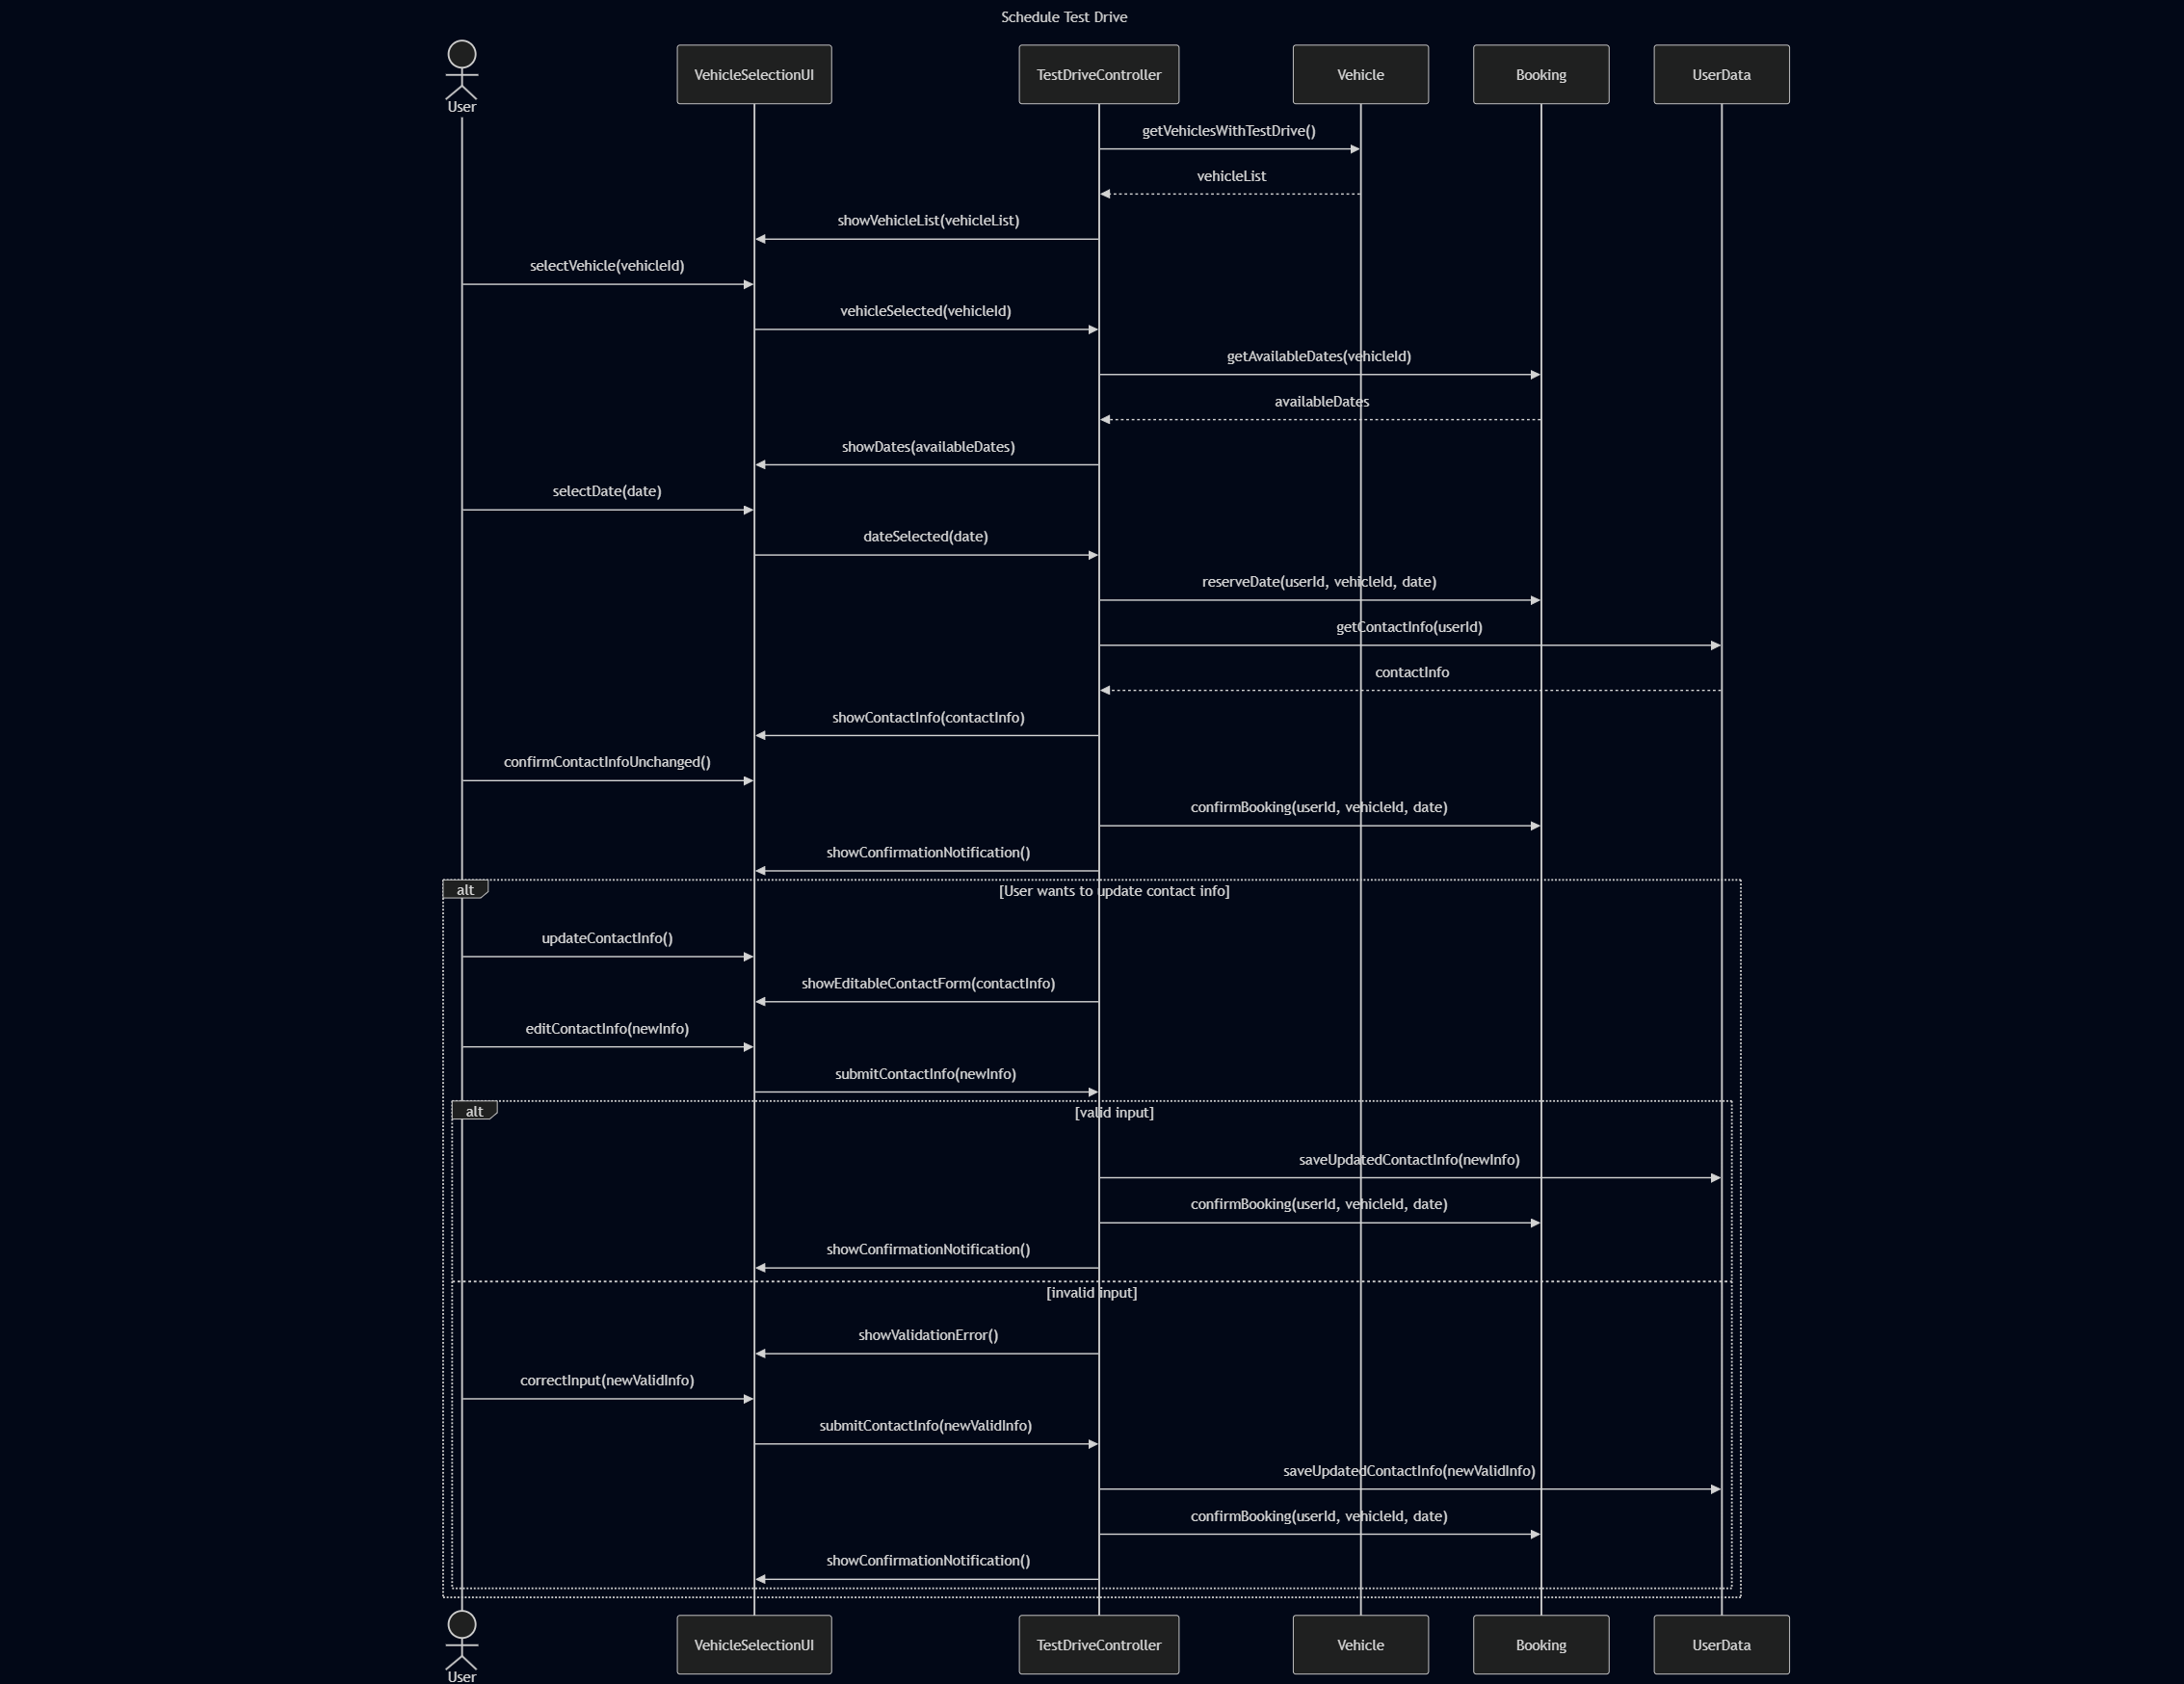 Schedule Test Drive
User
VehicleSelectionUI
TestDriveController
Vehicle
Booking
UserData
getVehiclesWithTestDrive()
vehicleList
showVehicleList(vehicleList)
selectVehicle(vehicleId)
vehicleSelected(vehicleId)
getAvailableDates(vehicleId)
availableDates
showDates(availableDates)
selectDate(date)
dateSelected(date)
reserveDate(userId, vehicleId, date)
getContactInfo(userId)
contactInfo
showContactInfo(contactInfo)
confirmContactInfoUnchanged()
confirmBooking(userId, vehicleId, date)
showConfirmationNotification()
alt
[User wants to update contact info]
updateContactInfo()
showEditableContactForm(contactInfo)
editContactInfo(newInfo)
submitContactInfo(newInfo)
alt
[valid input]
saveUpdatedContactInfo(newInfo)
confirmBooking(userId, vehicleId, date)
showConfirmationNotification()
[invalid input]
showValidationError()
correctInput(newValidInfo)
submitContactInfo(newValidInfo)
saveUpdatedContactInfo(newValidInfo)
confirmBooking(userId, vehicleId, date)
showConfirmationNotification()
User
VehicleSelectionUI
TestDriveController
Vehicle
Booking
UserData